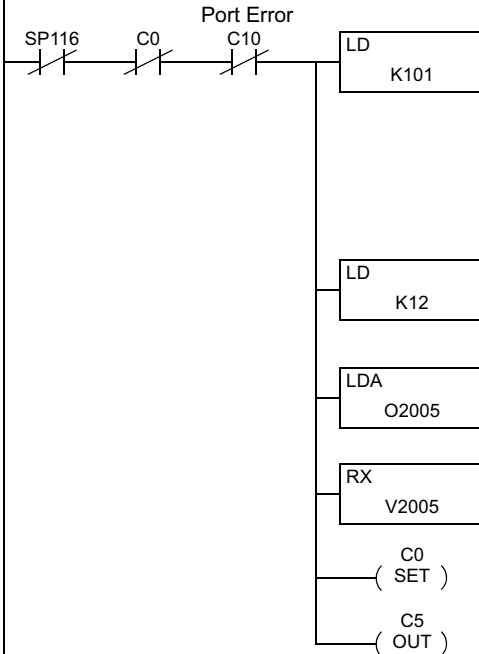 Port Error
SP116 C0 C10
LD
K101
LD
K12
LDA
O2005
RX
V2005
C0
SET
C5
OUT